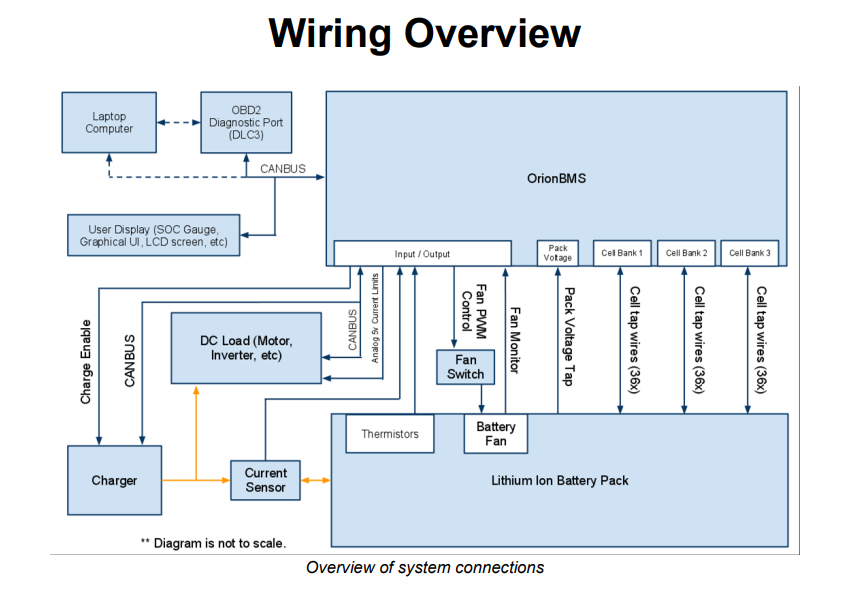 Wiring Overview
Laptop
Computer
OBD2
Diagnostic Port
(DLC3)
CANBUS
OrionBMS
User Display (SOC Gauge,
Graphical UI, LCD screen, etc)
Input / Output
Pack
Voltage
Cell Bank 1
Cell Bank 2
Cell Bank 3
Charge Enable
CANBUS
DC Load (Motor,
Inverter, etc)
CANBUS
Analog 5v Current Limits
Fan PWM
Control
Fan Monitor
Pack Voltage Tap
Cell tap wires (36x)
Cell tap wires (36x)
Cell tap wires (36x)
Fan
Switch
Thermistors
Battery
Fan
Charger
Current
Sensor
Lithium Ion Battery Pack
** Diagram is not to scale.
Overview of system connections